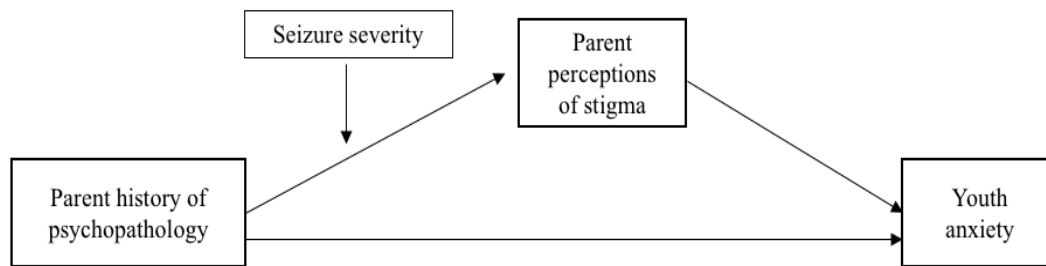 Seizure severity
Parent
perceptions
of stigma
Parent history of
psychopathology
Youth
anxiety